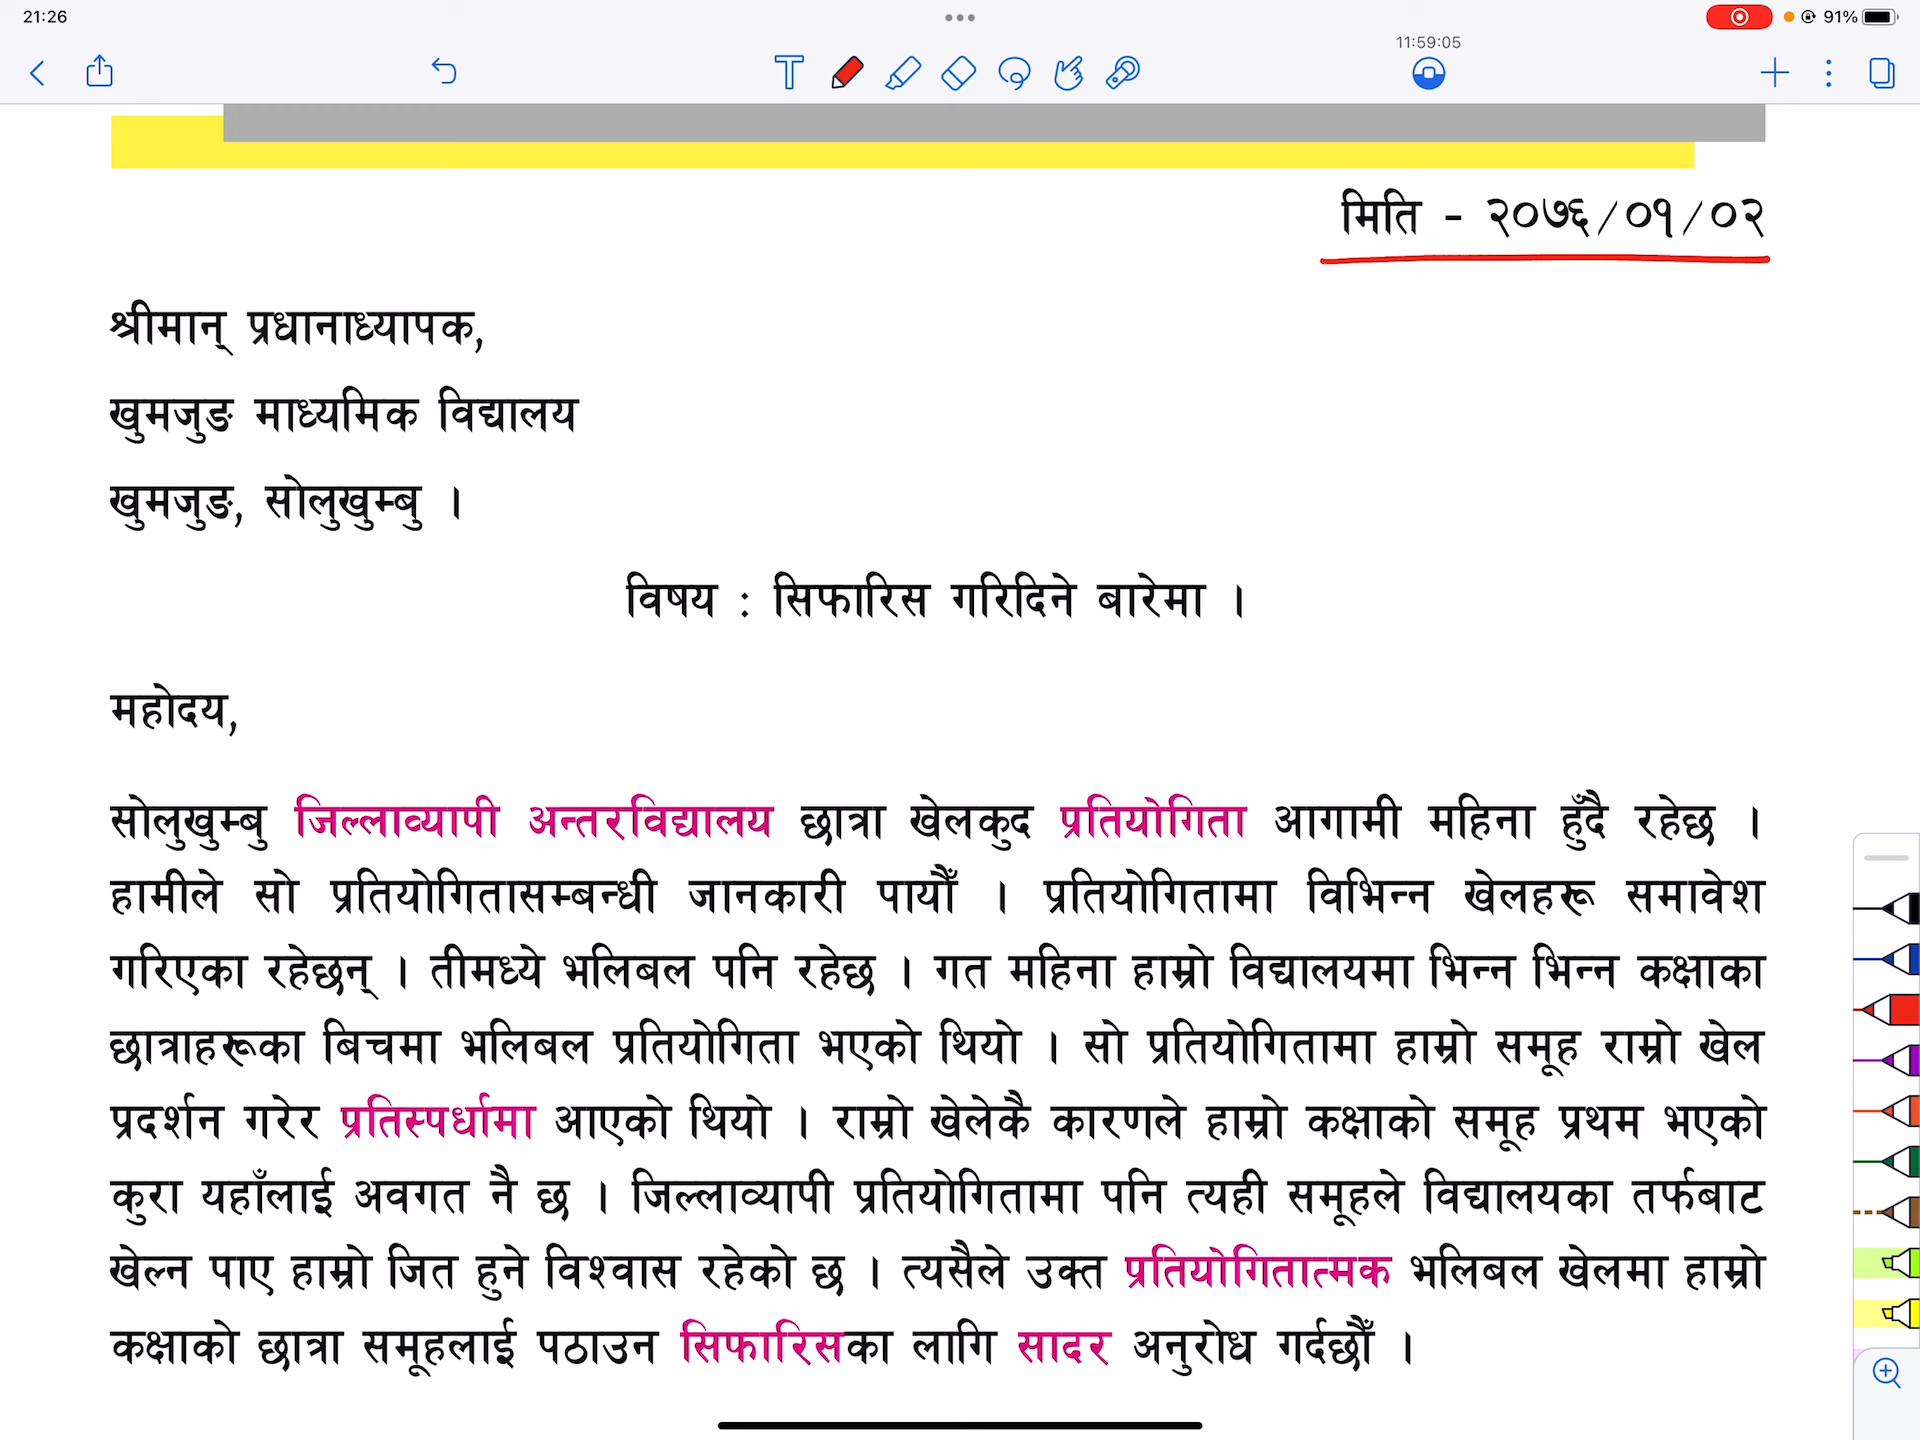 21:26
91%
11:59:05
मिति - २०७६/०१/०२
श्रीमान् प्रधानाध्यापक,
खुमजुङ माध्यमिक विद्यालय
खुमजुङ, सोलुखुम्बु ।
विषय : सिफारिस गरिदिने बारेमा ।
महोदय,
सोलुखुम्बु जिल्लाव्यापी अन्तरविद्यालय छात्रा खेलकुद प्रतियोगिता आगामी महिना हुँदै रहेछ ।
हामीले सो प्रतियोगितासम्बन्धी जानकारी पायौँ । प्रतियोगितामा विभिन्न खेलहरू समावेश
गरिएका रहेछन् । तीमध्ये भलिबल पनि रहेछ । गत महिना हाम्रो विद्यालयमा भिन्न भिन्न कक्षाका
छात्राहरूका बिचमा भलिबल प्रतियोगिता भएको थियो । सो प्रतियोगितामा हाम्रो समूह राम्रो खेल
प्रदर्शन गरेर प्रतिस्पर्धामा आएको थियो । राम्रो खेलेकै कारणले हाम्रो कक्षाको समूह प्रथम भएको
कुरा यहाँलाई अवगत नै छ । जिल्लाव्यापी प्रतियोगितामा पनि त्यही समूहले विद्यालयका तर्फबाट
खेल्न पाए हाम्रो जित हुने विश्वास रहेको छ । त्यसैले उक्त प्रतियोगितात्मक भलिबल खेलमा हाम्रो
कक्षाको छात्रा समूहलाई पठाउन सिफारिसका लागि सादर अनुरोध गर्दछौँ ।